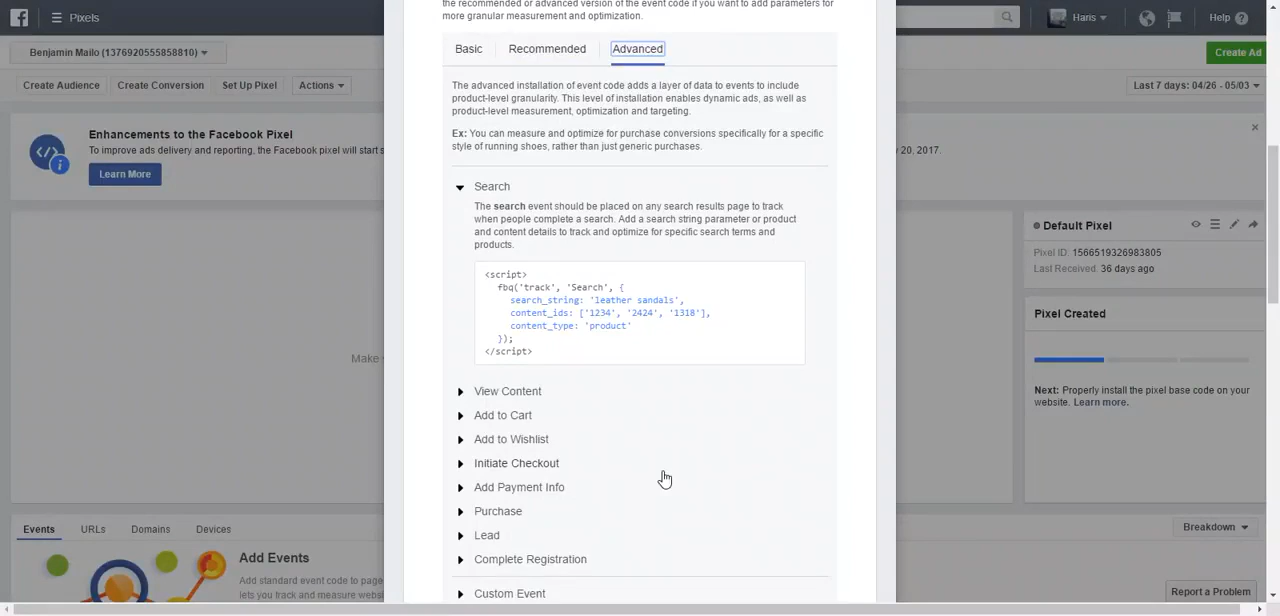 the recommended or advanced version of the event code if you want to add parameters for
more granular measurement and optimization.
Pixels
Haris
Help
Benjamin Mailo (1376920555858810)
Create Ad
Create Audience
Create Conversion
Set Up Pixel
Actions
Last 7 days: 04/26 - 05/03
Enhancements to the Facebook Pixel
To improve ads delivery and reporting, the Facebook pixel will start s
20, 2017.
Learn More
Basic
Recommended
Advanced
The advanced installation of event code adds a layer of data to events to include
product-level granularity. This level of installation enables dynamic ads, as well as
product-level measurement, optimization and targeting.
Ex: You can measure and optimize for purchase conversions specifically for a specific
style of running shoes, rather than just generic purchases.
Search
The search event should be placed on any search results page to track
when people complete a search. Add a search string parameter or product
and content details to track and optimize for specific search terms and
products.
<script>
fbq('track', 'Search', {
search_string: 'leather sandals',
content_ids: ['1234', '2424', '1318'],
content_type: 'product'
});
</script>
View Content
Add to Cart
Add to Wishlist
Initiate Checkout
Add Payment Info
Purchase
Lead
Complete Registration
Custom Event
Make
Default Pixel
Pixel ID: 1566519326983805
Last Received: 36 days ago
Pixel Created
Next: Properly install the pixel base code on your
website. Learn more.
Events
URLs
Domains
Devices
Breakdown
Add Events
Add standard event code to page
lets you track and measure webs
Report a Problem